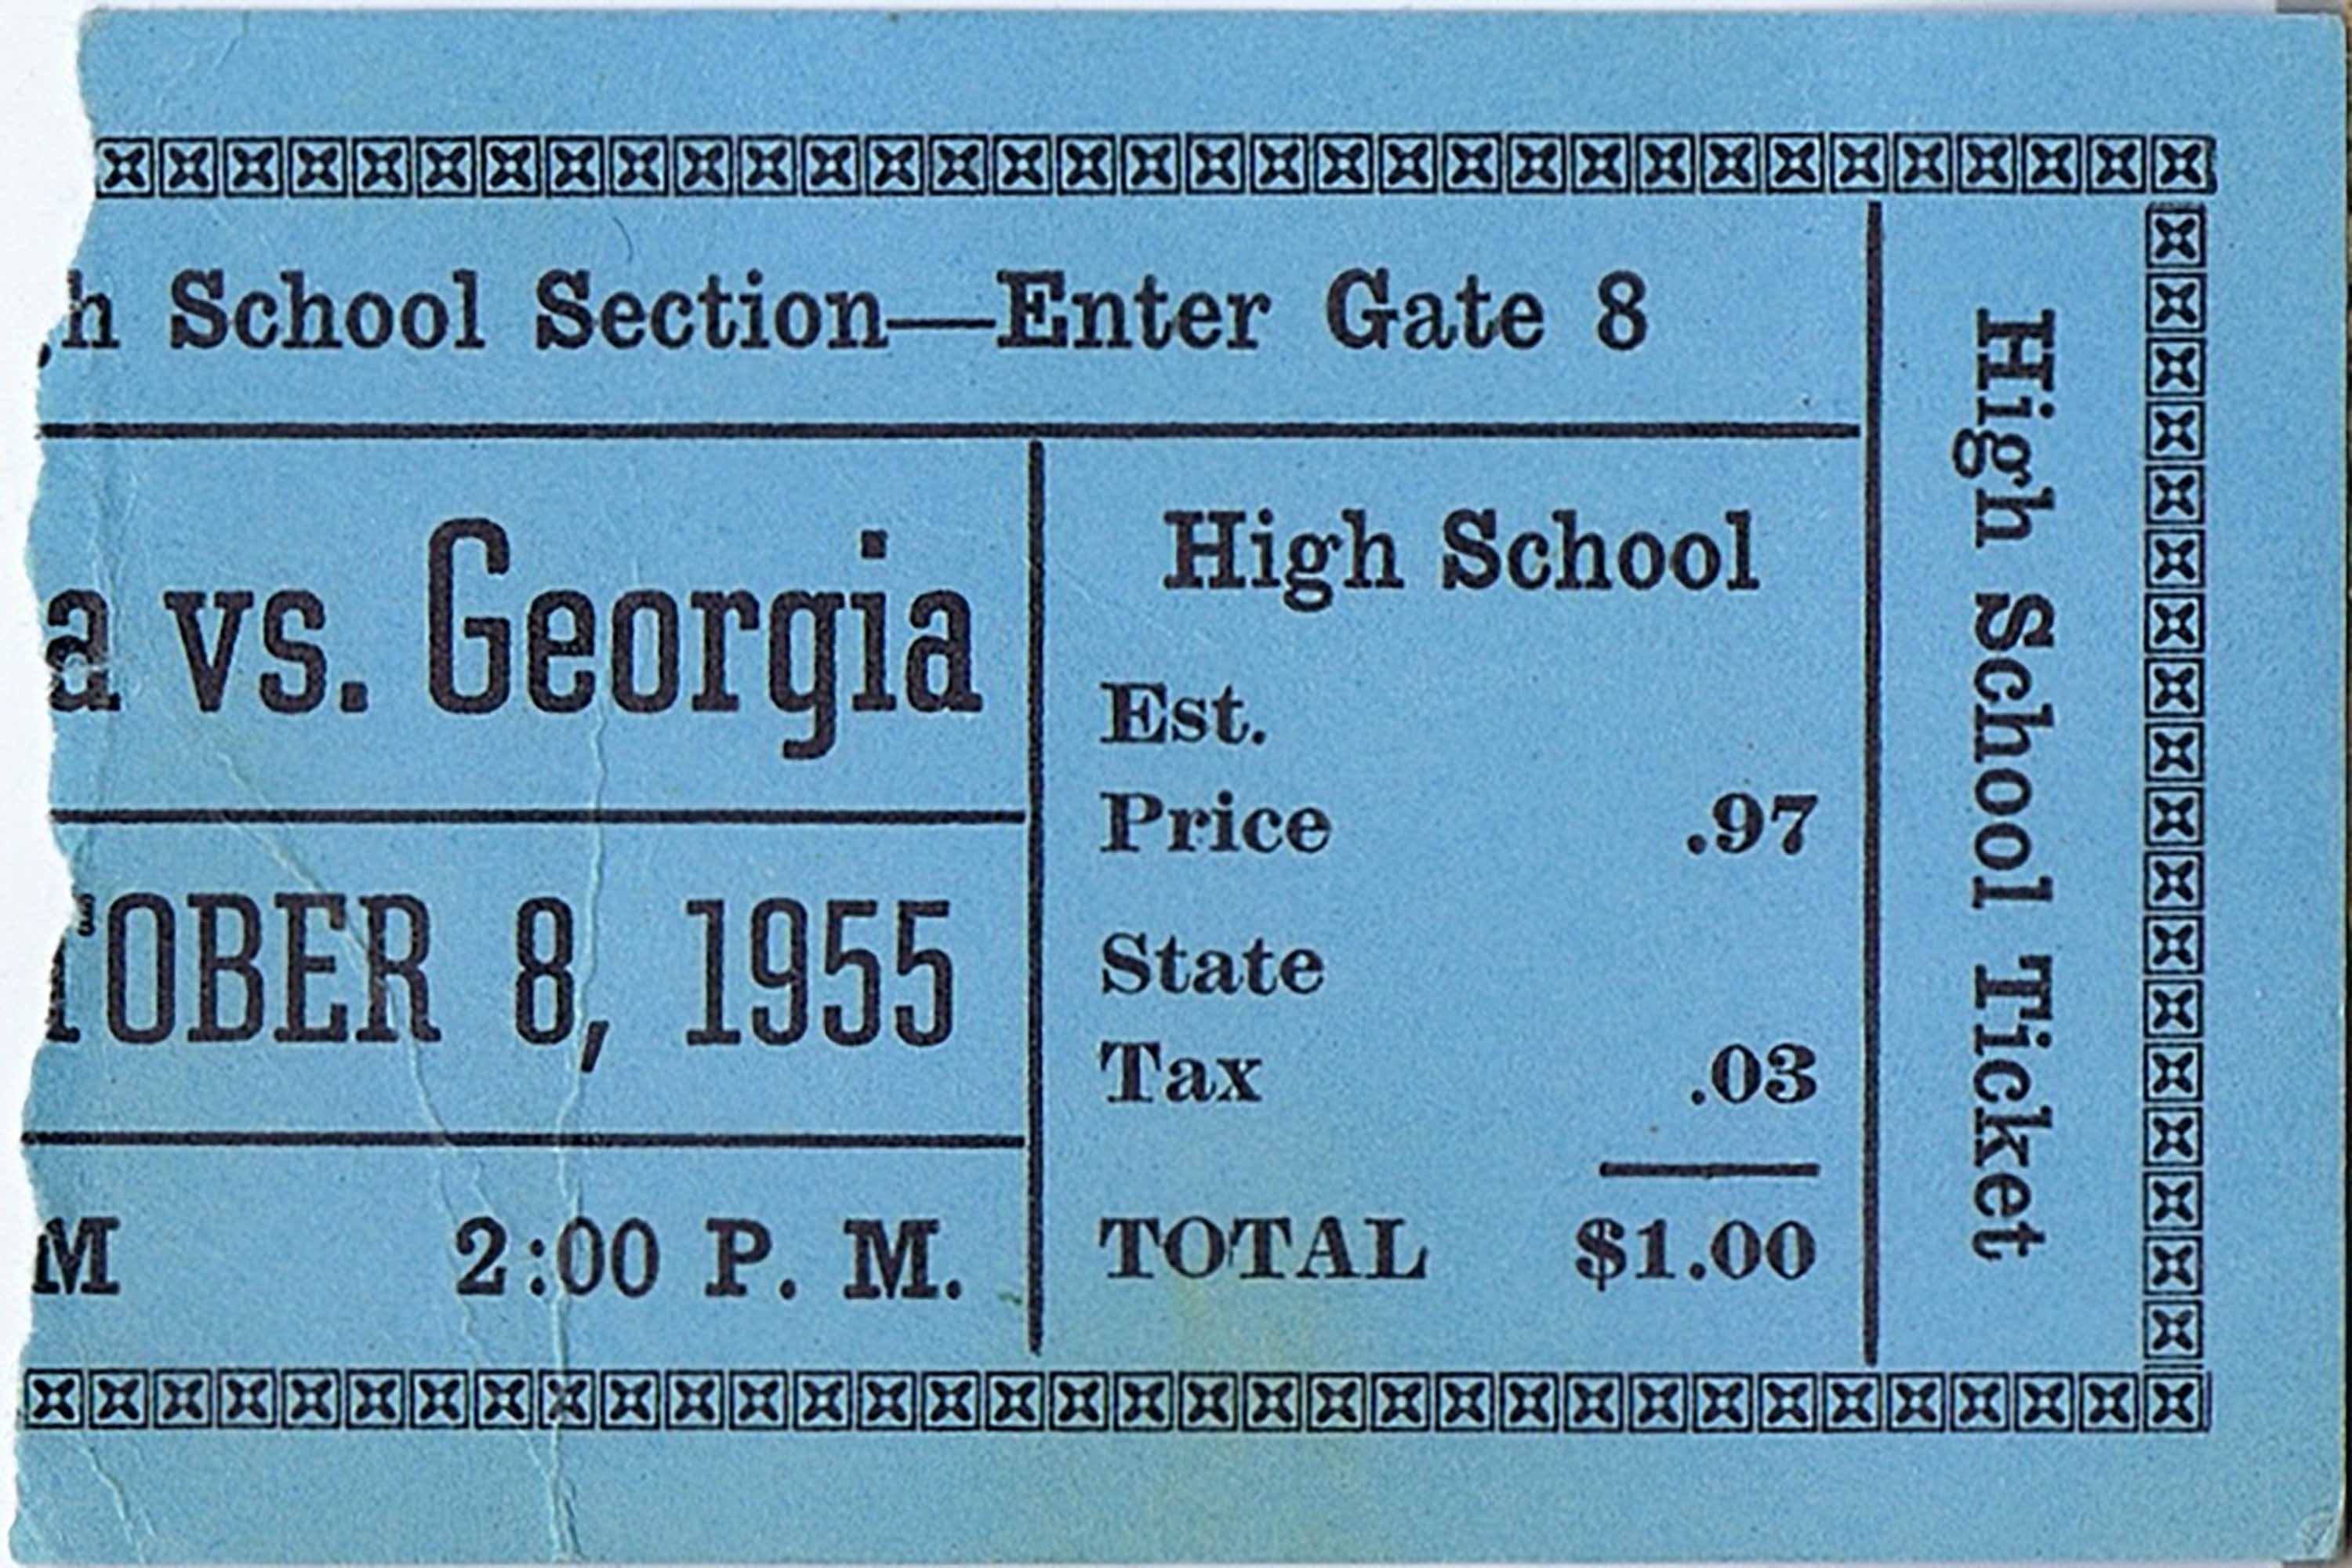 h School Section—Enter Gate 8
a vs. Georgia
TOBER 8, 1955
M 2:00 P. M.
High School
Est.
Price .97
State
Tax .03
TOTAL $1.00
High School Ticket